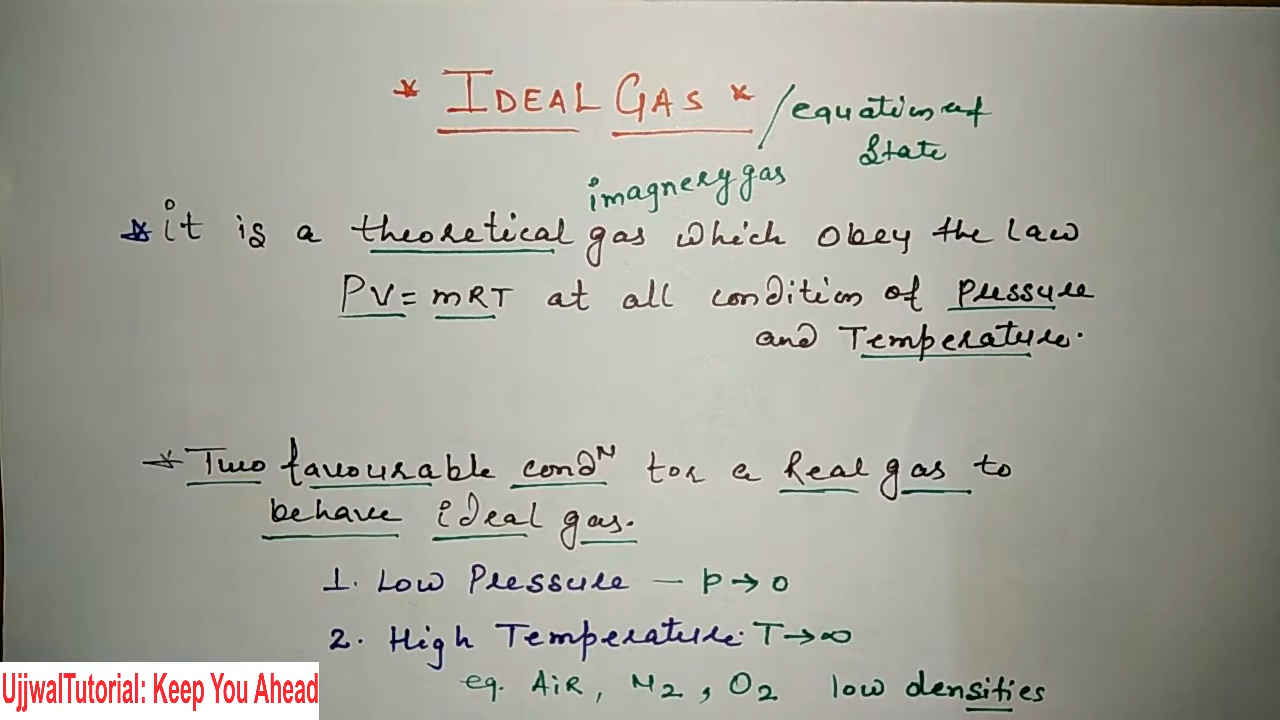 * IDEAL GAS * / equation of
State
imagnery gas
* it is a theoretical gas which obey the law
PV = mRT at all condition of pressure
and Temperature.
* Two favourable condᴺ for a Real gas to
behave ideal gas.
1. Low Pressure — P → 0
2. High Temperature. T → ∞
eg. AiR, N2, O2 low densities
UjjwalTutorial: Keep You Ahead